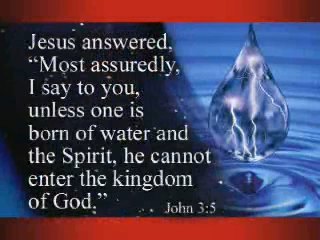 Jesus answered,
“Most assuredly,
I say to you,
unless one is
born of water and
the Spirit, he cannot
enter the kingdom
of God.”
John 3:5